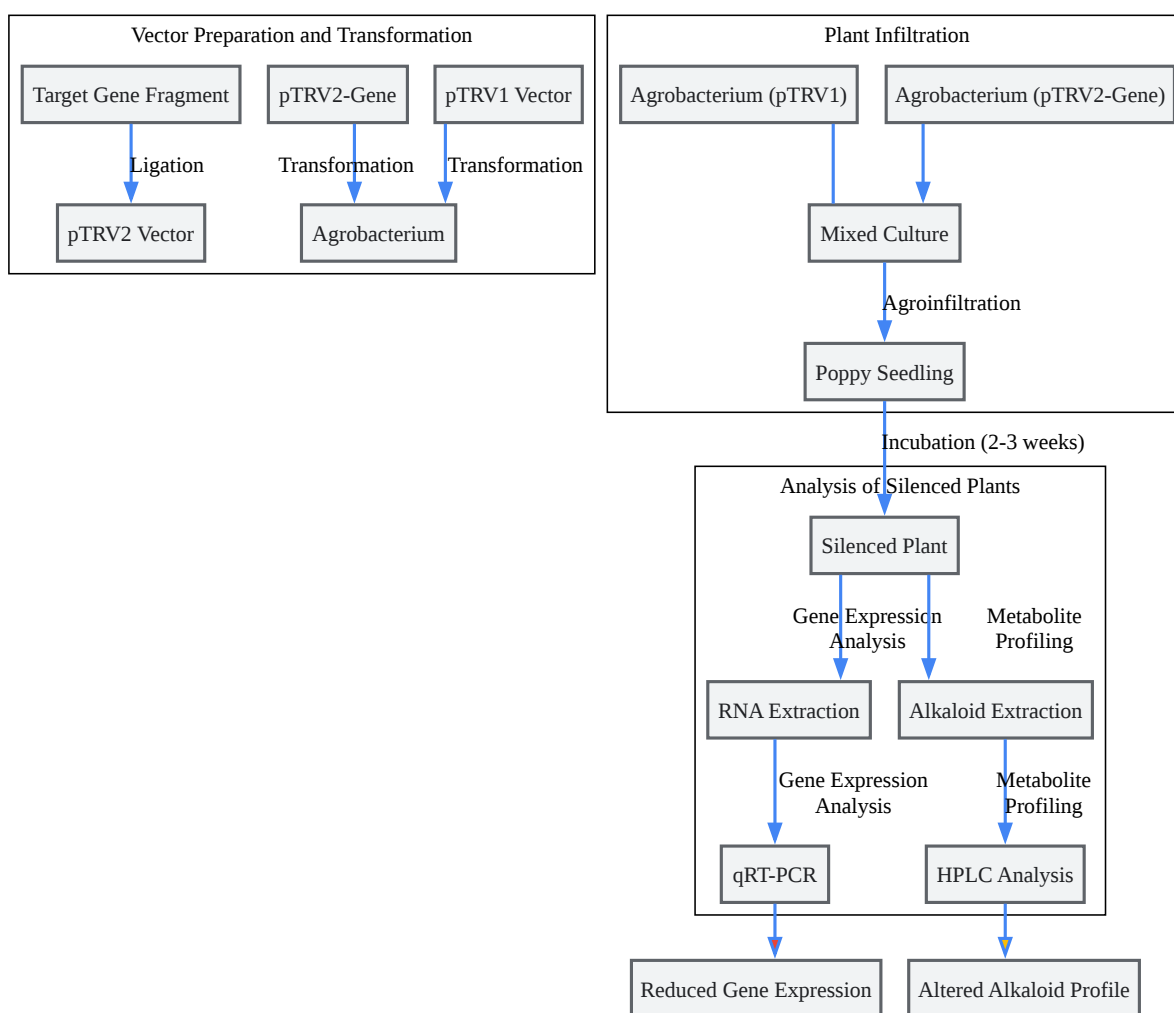 Vector Preparation and Transformation
Target Gene Fragment
pTRV2-Gene
pTRV1 Vector
Ligation
Transformation
Transformation
pTRV2 Vector
Agrobacterium
Plant Infiltration
Agrobacterium (pTRV1)
Agrobacterium (pTRV2-Gene)
Mixed Culture
Agroinfiltration
Poppy Seedling
Incubation (2-3 weeks)
Analysis of Silenced Plants
Silenced Plant
Gene Expression
Analysis
Metabolite
Profiling
RNA Extraction
Alkaloid Extraction
Gene Expression
Analysis
Metabolite
Profiling
qRT-PCR
HPLC Analysis
Reduced Gene Expression
Altered Alkaloid Profile